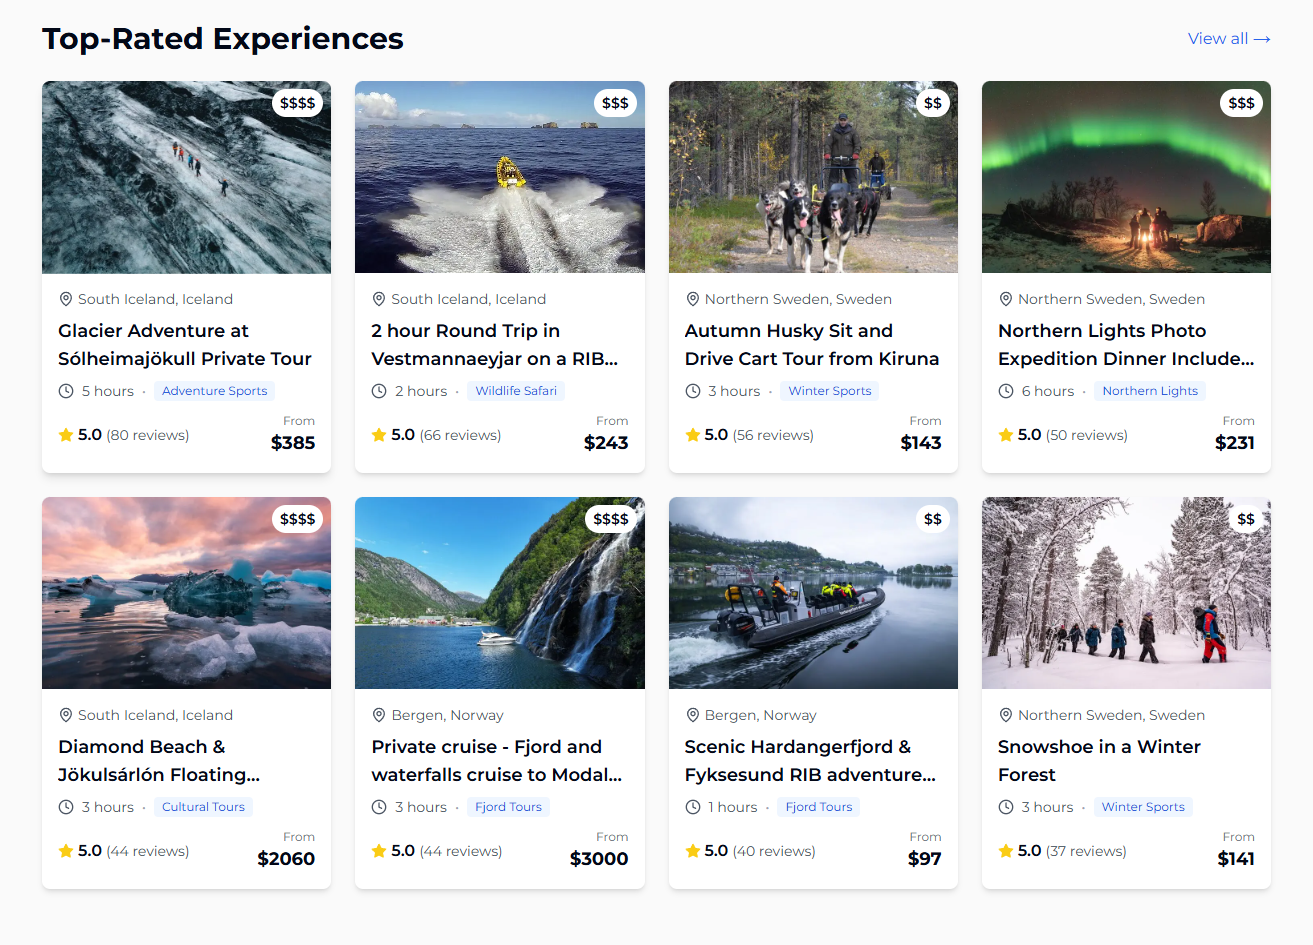 Top-Rated Experiences
View all →
$$$$
South Iceland, Iceland
Glacier Adventure at
Sólheimajökull Private Tour
5 hours · Adventure Sports
5.0 (80 reviews)
From
$385
$$$
South Iceland, Iceland
2 hour Round Trip in
Vestmannaeyjar on a RIB...
2 hours · Wildlife Safari
5.0 (66 reviews)
From
$243
$$
Northern Sweden, Sweden
Autumn Husky Sit and
Drive Cart Tour from Kiruna
3 hours · Winter Sports
5.0 (56 reviews)
From
$143
$$$
Northern Sweden, Sweden
Northern Lights Photo
Expedition Dinner Include...
6 hours · Northern Lights
5.0 (50 reviews)
From
$231
$$$$
South Iceland, Iceland
Diamond Beach &
Jökulsárlón Floating...
3 hours · Cultural Tours
5.0 (44 reviews)
From
$2060
$$$$
Bergen, Norway
Private cruise - Fjord and
waterfalls cruise to Modal...
3 hours · Fjord Tours
5.0 (44 reviews)
From
$3000
$$
Bergen, Norway
Scenic Hardangerfjord &
Fyksesund RIB adventure...
1 hours · Fjord Tours
5.0 (40 reviews)
From
$97
$$
Northern Sweden, Sweden
Snowshoe in a Winter
Forest
3 hours · Winter Sports
5.0 (37 reviews)
From
$141